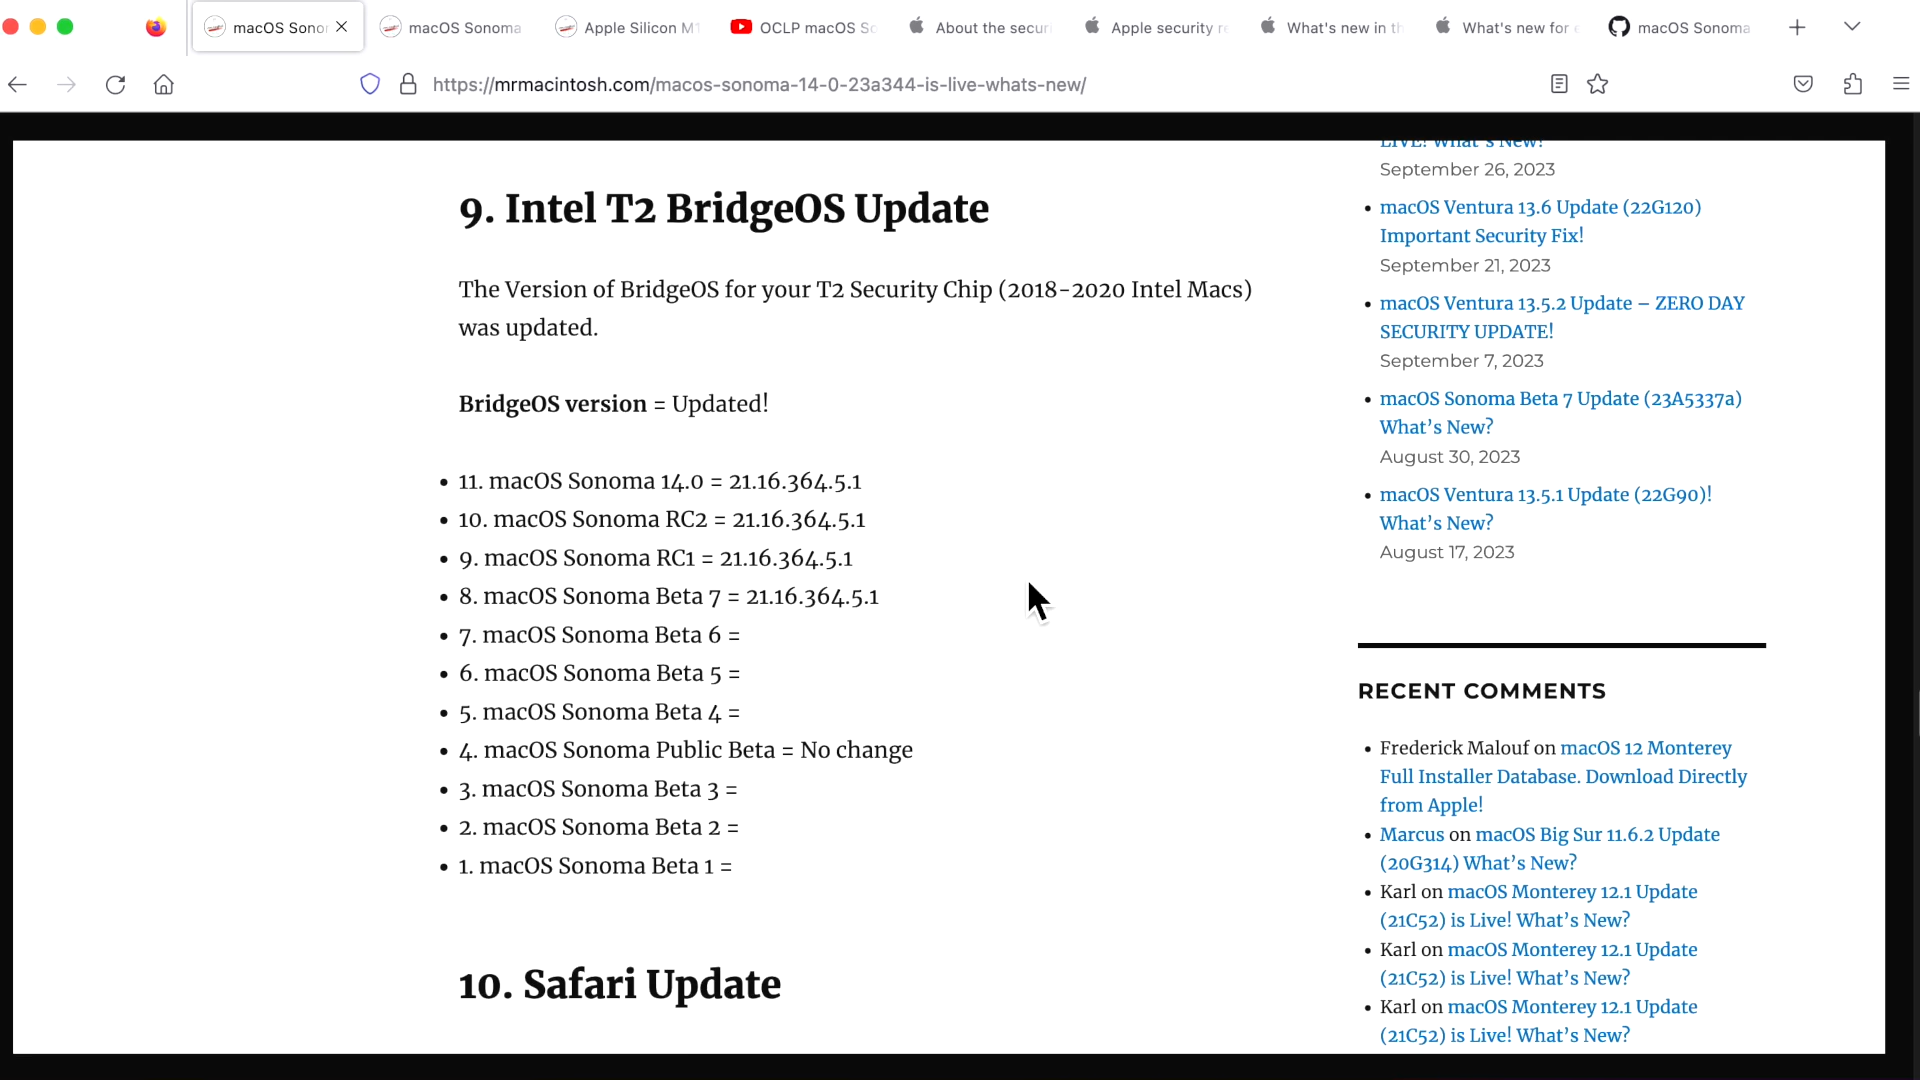 macOS Sono
macOS Sonoma
Apple Silicon M1
OCLP macOS So
About the securi
Apple security re
What's new in th
What's new for e
macOS Sonoma
https://mrmacintosh.com/macos-sonoma-14-0-23a344-is-live-whats-new/
9. Intel T2 BridgeOS Update
The Version of BridgeOS for your T2 Security Chip (2018-2020 Intel Macs)
was updated.
BridgeOS version = Updated!
• 11. macOS Sonoma 14.0 = 21.16.364.5.1
• 10. macOS Sonoma RC2 = 21.16.364.5.1
• 9. macOS Sonoma RC1 = 21.16.364.5.1
• 8. macOS Sonoma Beta 7 = 21.16.364.5.1
• 7. macOS Sonoma Beta 6 =
• 6. macOS Sonoma Beta 5 =
• 5. macOS Sonoma Beta 4 =
• 4. macOS Sonoma Public Beta = No change
• 3. macOS Sonoma Beta 3 =
• 2. macOS Sonoma Beta 2 =
• 1. macOS Sonoma Beta 1 =
10. Safari Update
LIVE! What's New!
September 26, 2023
• macOS Ventura 13.6 Update (22G120)
Important Security Fix!
September 21, 2023
• macOS Ventura 13.5.2 Update – ZERO DAY
SECURITY UPDATE!
September 7, 2023
• macOS Sonoma Beta 7 Update (23A5337a)
What's New?
August 30, 2023
• macOS Ventura 13.5.1 Update (22G90)!
What's New?
August 17, 2023
RECENT COMMENTS
• Frederick Malouf on macOS 12 Monterey
Full Installer Database. Download Directly
from Apple!
• Marcus on macOS Big Sur 11.6.2 Update
(20G314) What's New?
• Karl on macOS Monterey 12.1 Update
(21C52) is Live! What's New?
• Karl on macOS Monterey 12.1 Update
(21C52) is Live! What's New?
• Karl on macOS Monterey 12.1 Update
(21C52) is Live! What's New?